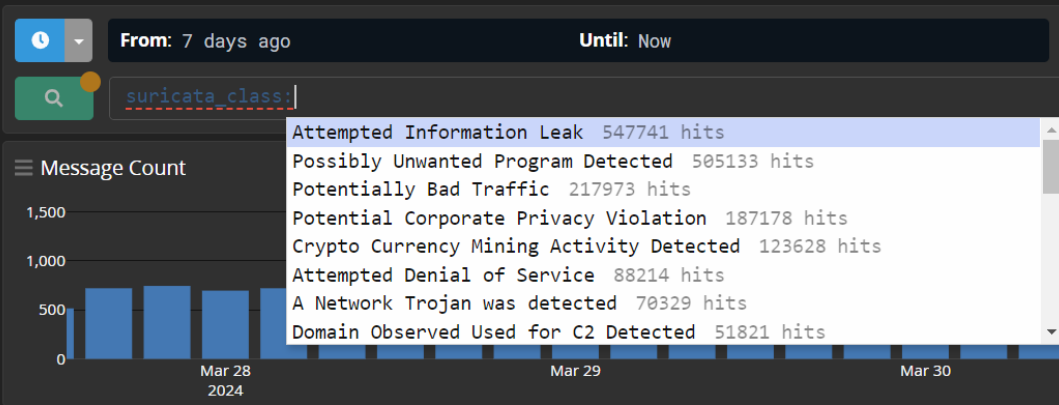 From: 7 days ago Until: Now
suricata_class:
Attempted Information Leak 547741 hits
Possibly Unwanted Program Detected 505133 hits
Potentially Bad Traffic 217973 hits
Potential Corporate Privacy Violation 187178 hits
Crypto Currency Mining Activity Detected 123628 hits
Attempted Denial of Service 88214 hits
A Network Trojan was detected 70329 hits
Domain Observed Used for C2 Detected 51821 hits
Message Count
1,500
1,000
500
0
Mar 28 Mar 29 Mar 30
2024